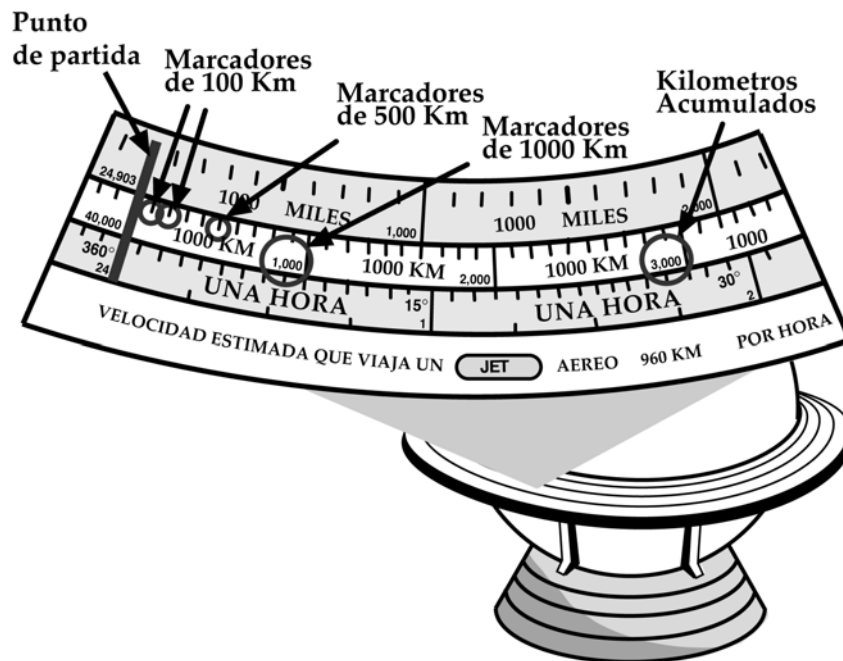 Punto
de partida
Marcadores
de 100 Km
Marcadores
de 500 Km
Marcadores
de 1000 Km
Kilometros
Acumulados
24,903
1000 MILES
1,000
1000 MILES
2,000
40,000
1000 KM
1,000
1000 KM
2,000
1000 KM
3,000
1000
360°
24
UNA HORA
15°
1
UNA HORA
30°
2
VELOCIDAD ESTIMADA QUE VIAJA UN JET AEREO 960 KM POR HORA